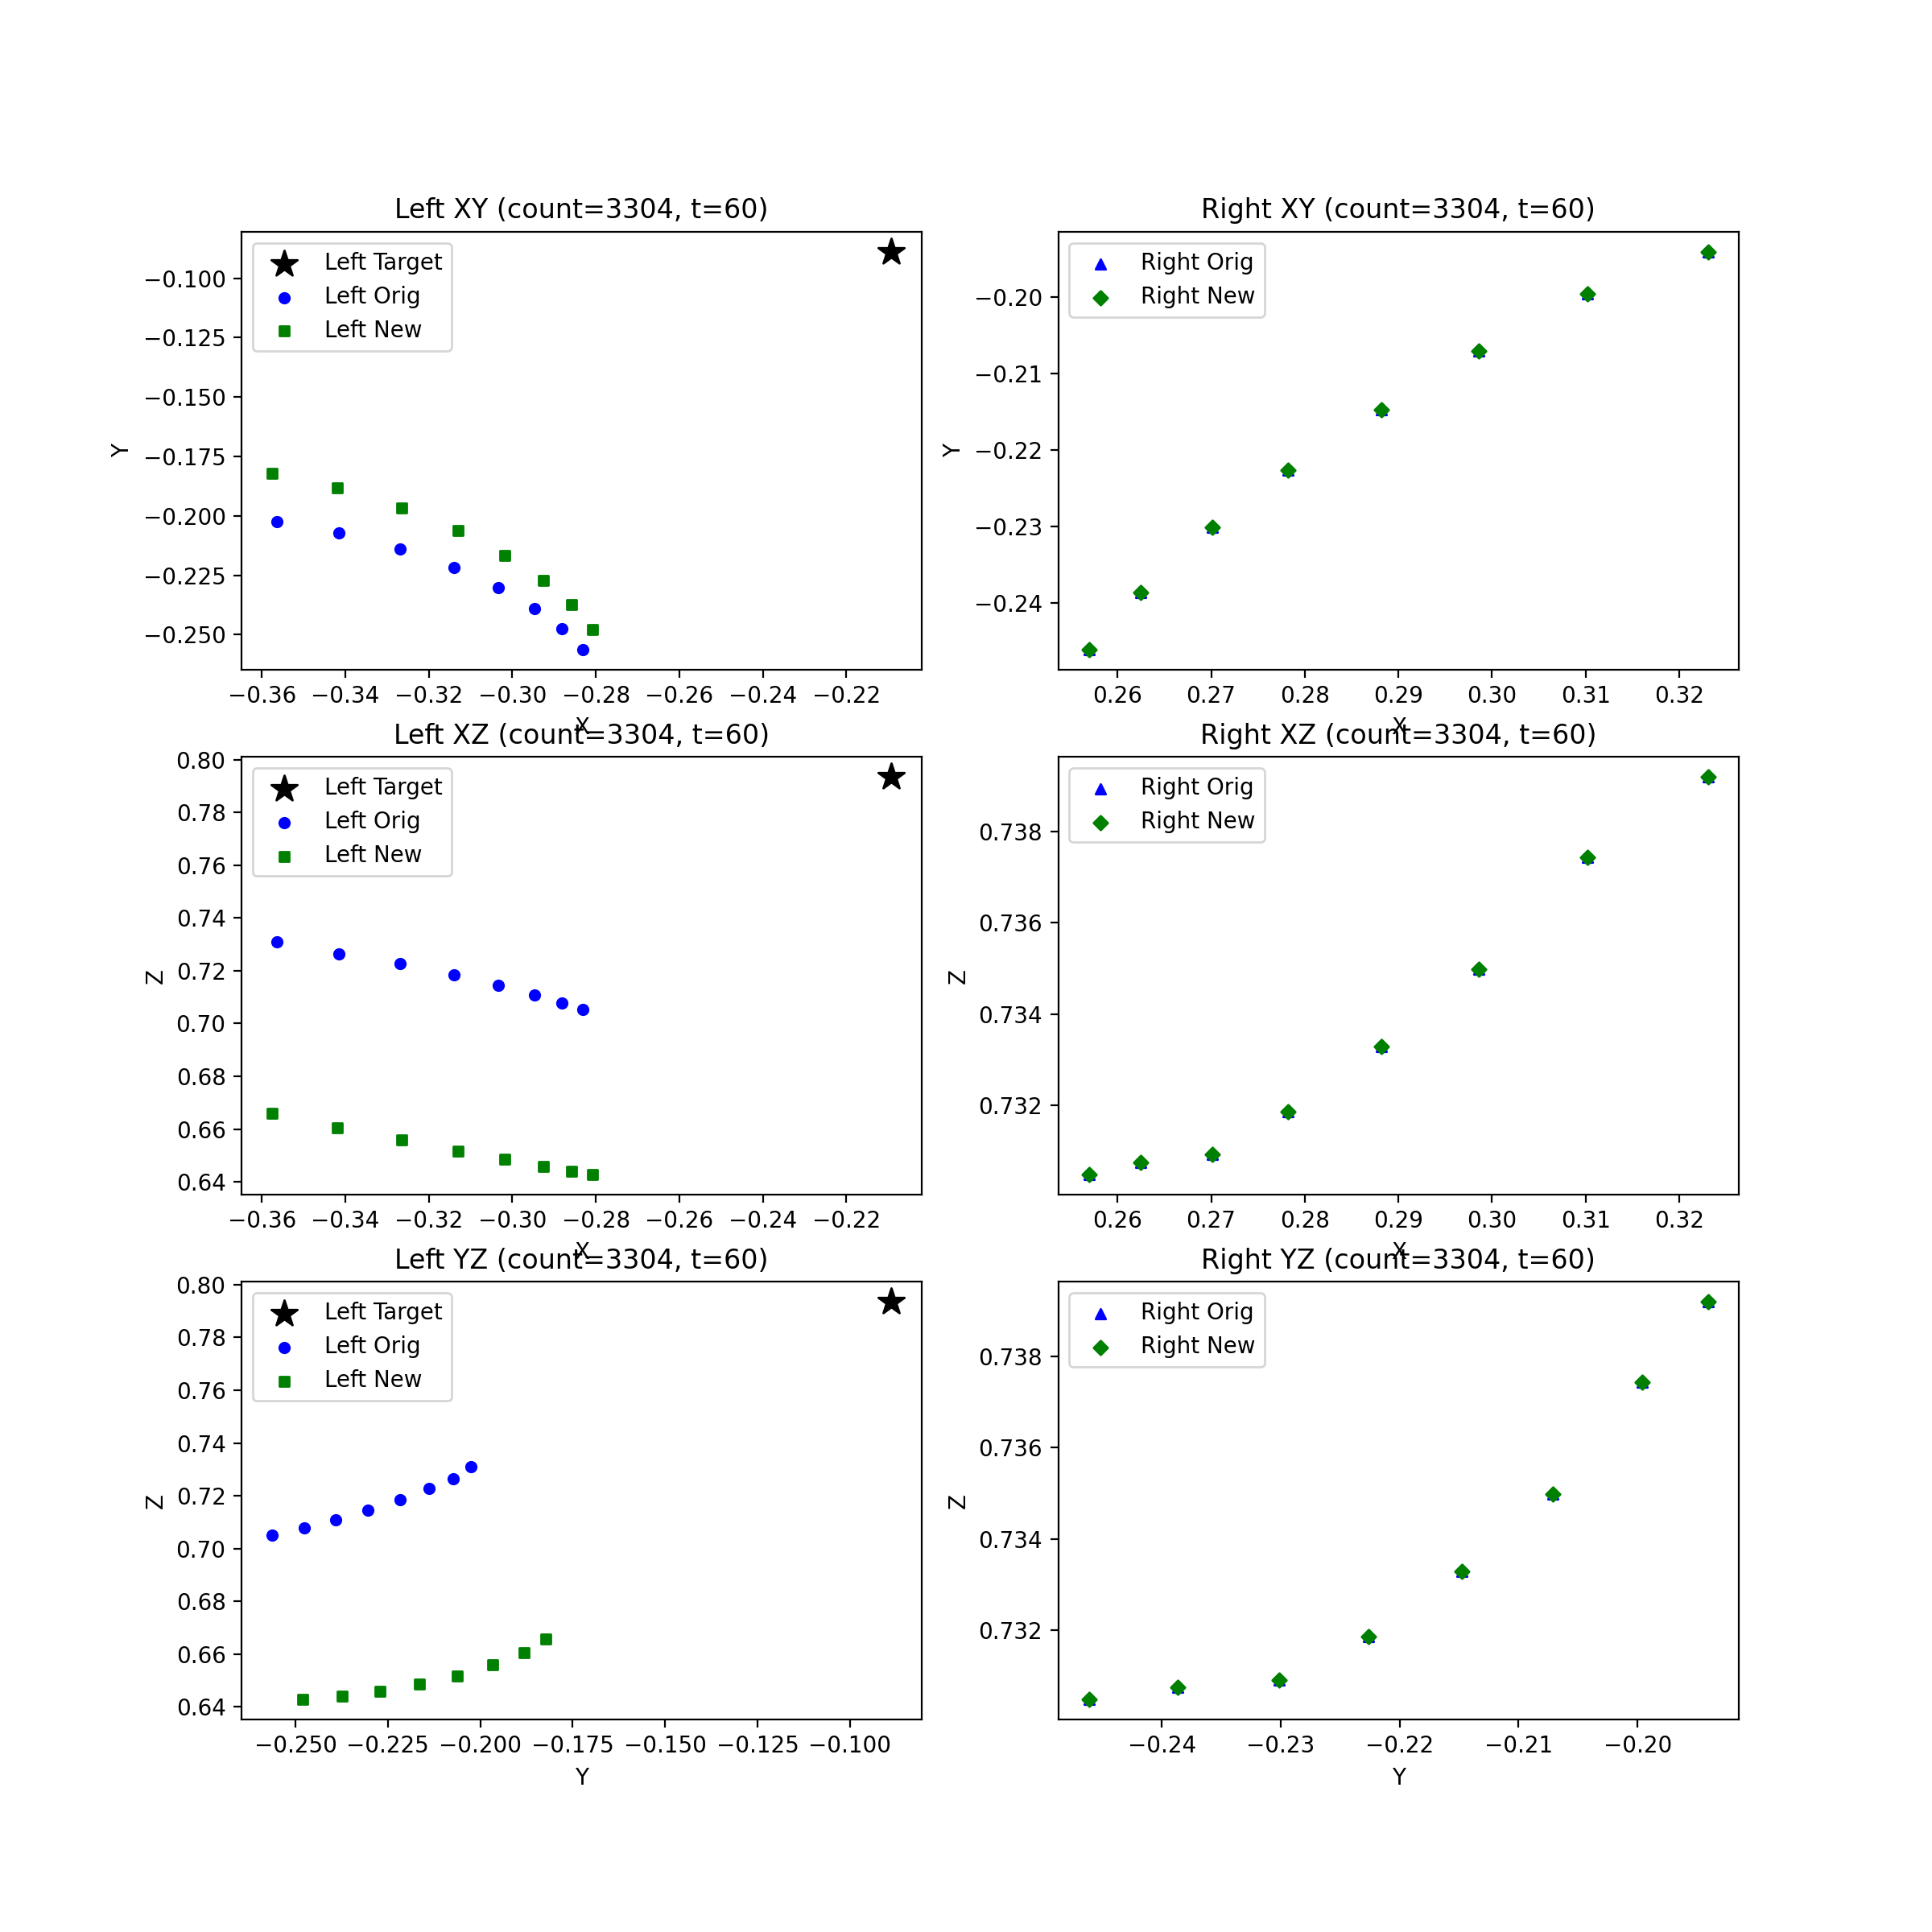 Left XY (count=3304, t=60)
Left Target
Left Orig
Left New
Y
−0.100
−0.125
−0.150
−0.175
−0.200
−0.225
−0.250
−0.36 −0.34 −0.32 −0.30 −0.28 −0.26 −0.24 −0.22
X
Right XY (count=3304, t=60)
Right Orig
Right New
Y
−0.20
−0.21
−0.22
−0.23
−0.24
0.26 0.27 0.28 0.29 0.30 0.31 0.32
X
Left XZ (count=3304, t=60)
Left Target
Left Orig
Left New
Z
0.80
0.78
0.76
0.74
0.72
0.70
0.68
0.66
0.64
−0.36 −0.34 −0.32 −0.30 −0.28 −0.26 −0.24 −0.22
X
Right XZ (count=3304, t=60)
Right Orig
Right New
Z
0.738
0.736
0.734
0.732
0.26 0.27 0.28 0.29 0.30 0.31 0.32
X
Left YZ (count=3304, t=60)
Left Target
Left Orig
Left New
Z
0.80
0.78
0.76
0.74
0.72
0.70
0.68
0.66
0.64
−0.250 −0.225 −0.200 −0.175 −0.150 −0.125 −0.100
Y
Right YZ (count=3304, t=60)
Right Orig
Right New
Z
0.738
0.736
0.734
0.732
−0.24 −0.23 −0.22 −0.21 −0.20
Y